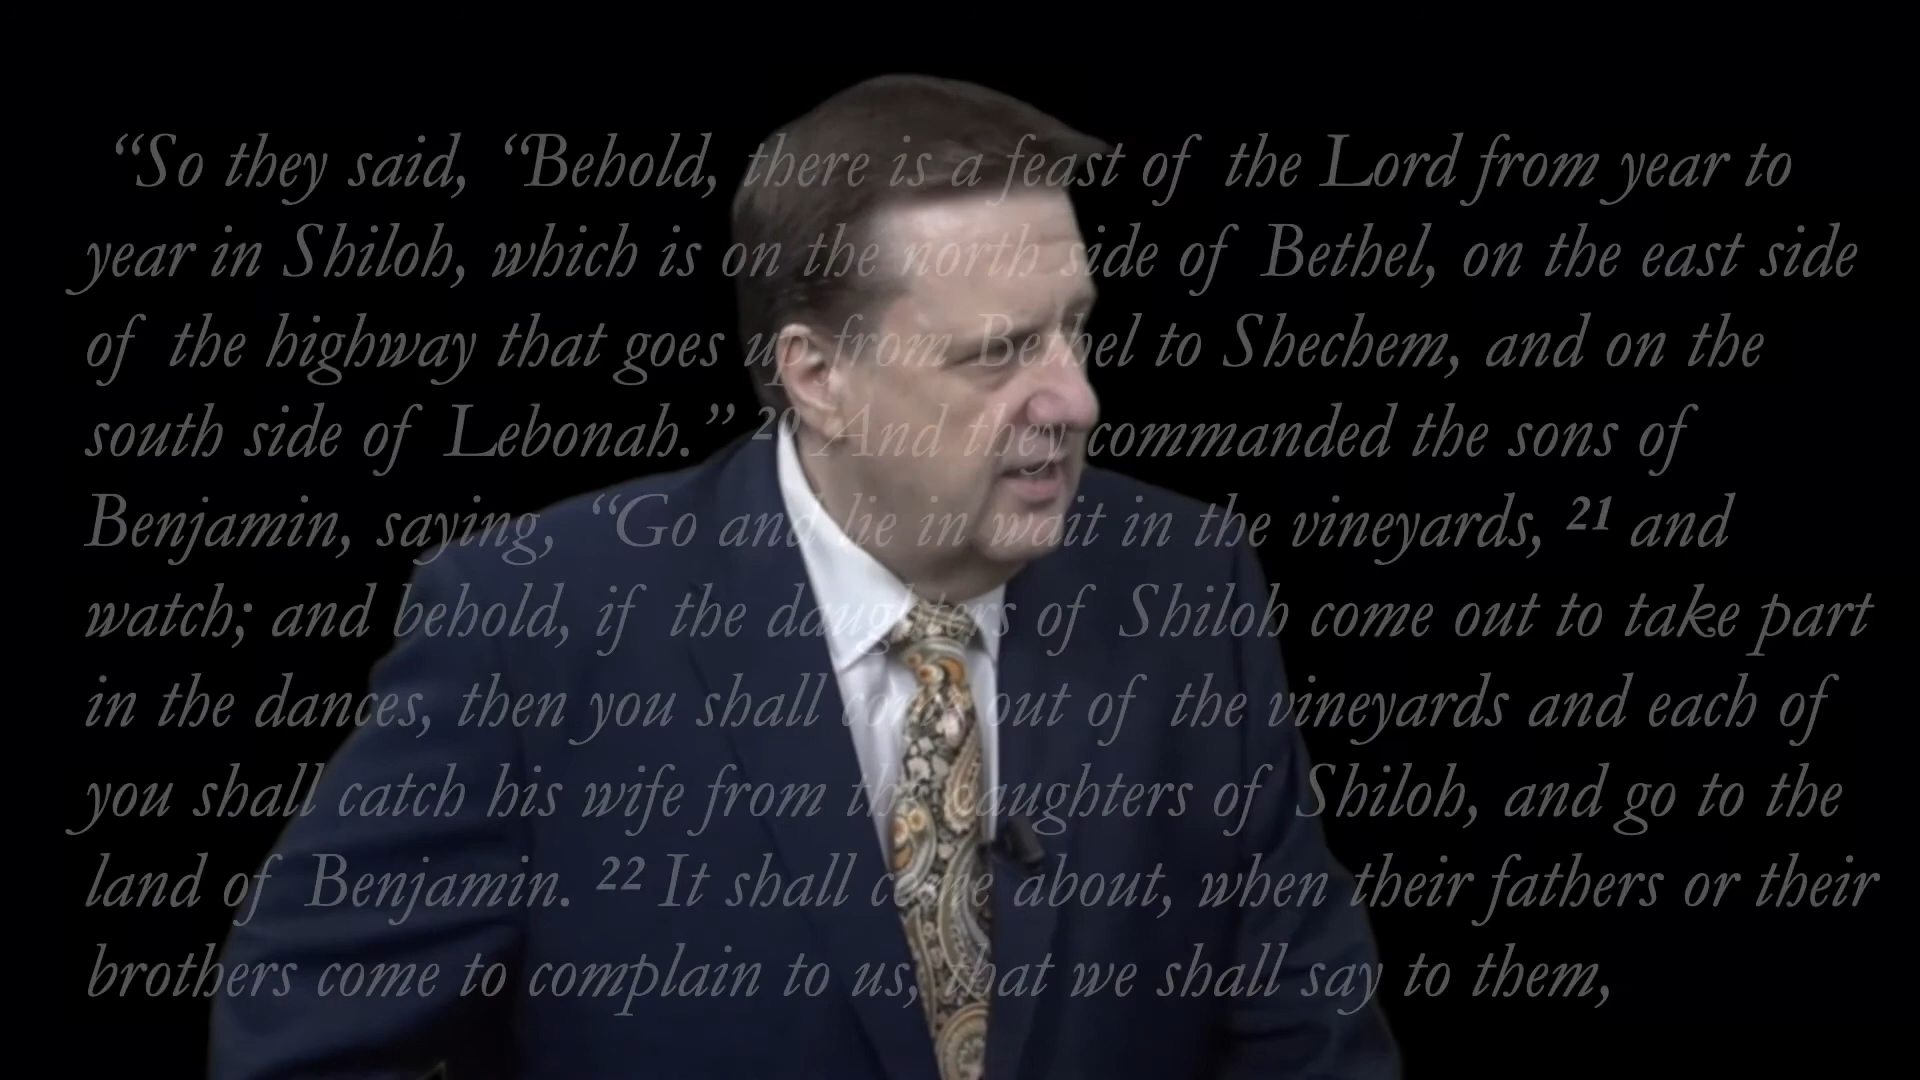 “So they said, “Behold, there is a feast of the Lord from year to
year in Shiloh, which is on the north side of Bethel, on the east side
of the highway that goes up from Bethel to Shechem, and on the
south side of Lebonah.” 20 And they commanded the sons of
Benjamin, saying, “Go and lie in wait in the vineyards, 21 and
watch; and behold, if the daughters of Shiloh come out to take part
in the dances, then you shall come out of the vineyards and each of
you shall catch his wife from the daughters of Shiloh, and go to the
land of Benjamin. 22 It shall come about, when their fathers or their
brothers come to complain to us, that we shall say to them,